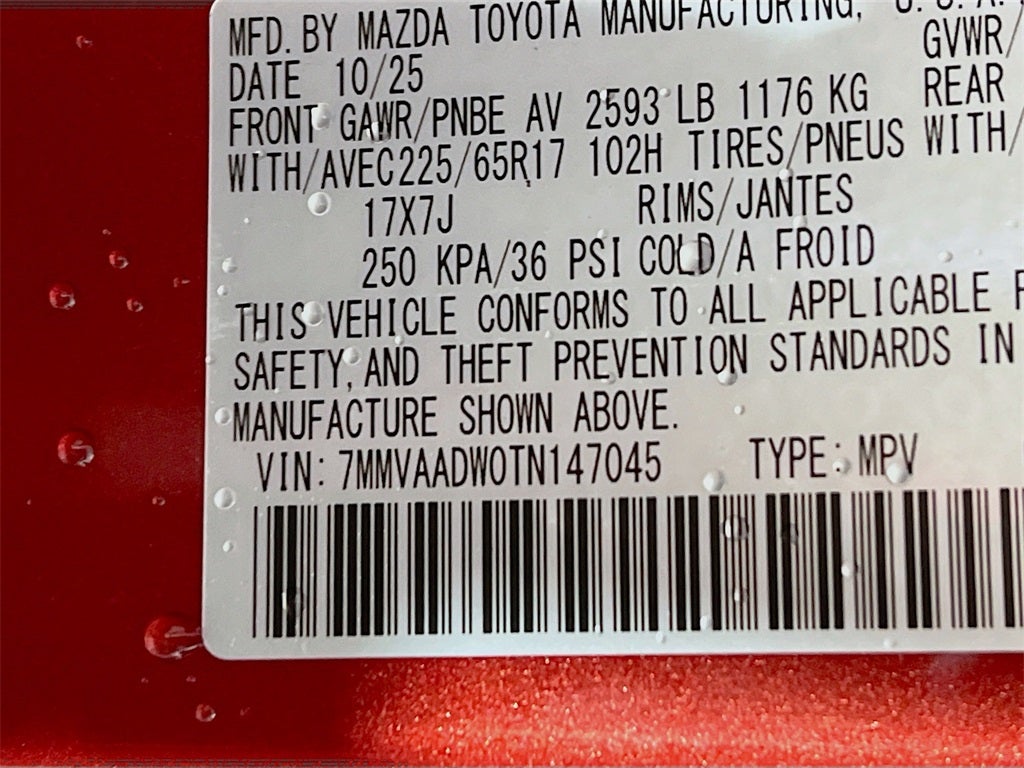 MFD. BY MAZDA TOYOTA MANUFACTURING, U.S.A.
DATE 10/25 GVWR/
FRONT GAWR/PNBE AV 2593 LB 1176 KG REAR
WITH/AVEC225/65R17 102H TIRES/PNEUS WITH/
17X7J RIMS/JANTES
250 KPA/36 PSI COLD/A FROID
THIS VEHICLE CONFORMS TO ALL APPLICABLE
SAFETY, AND THEFT PREVENTION STANDARDS IN
MANUFACTURE SHOWN ABOVE.
VIN: 7MMVAADW0TN147045 TYPE: MPV